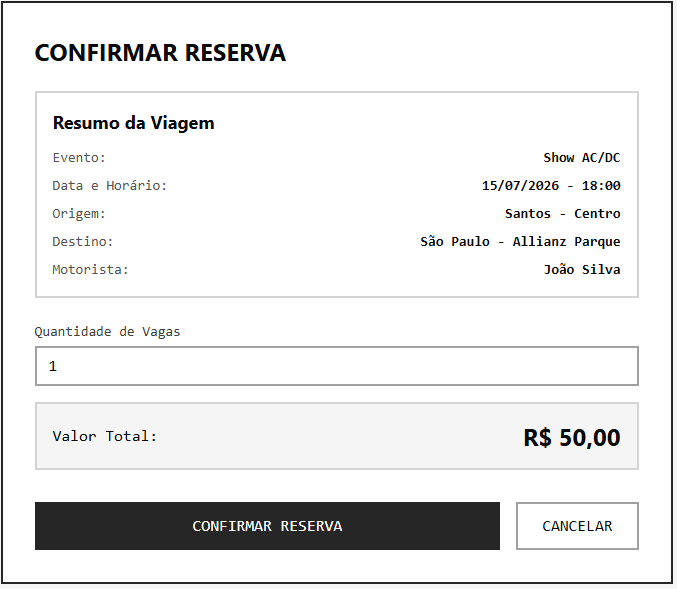 CONFIRMAR RESERVA
Resumo da Viagem
Evento: Show AC/DC
Data e Horário: 15/07/2026 - 18:00
Origem: Santos - Centro
Destino: São Paulo - Allianz Parque
Motorista: João Silva
Quantidade de Vagas
1
Valor Total: R$ 50,00
CONFIRMAR RESERVA CANCELAR